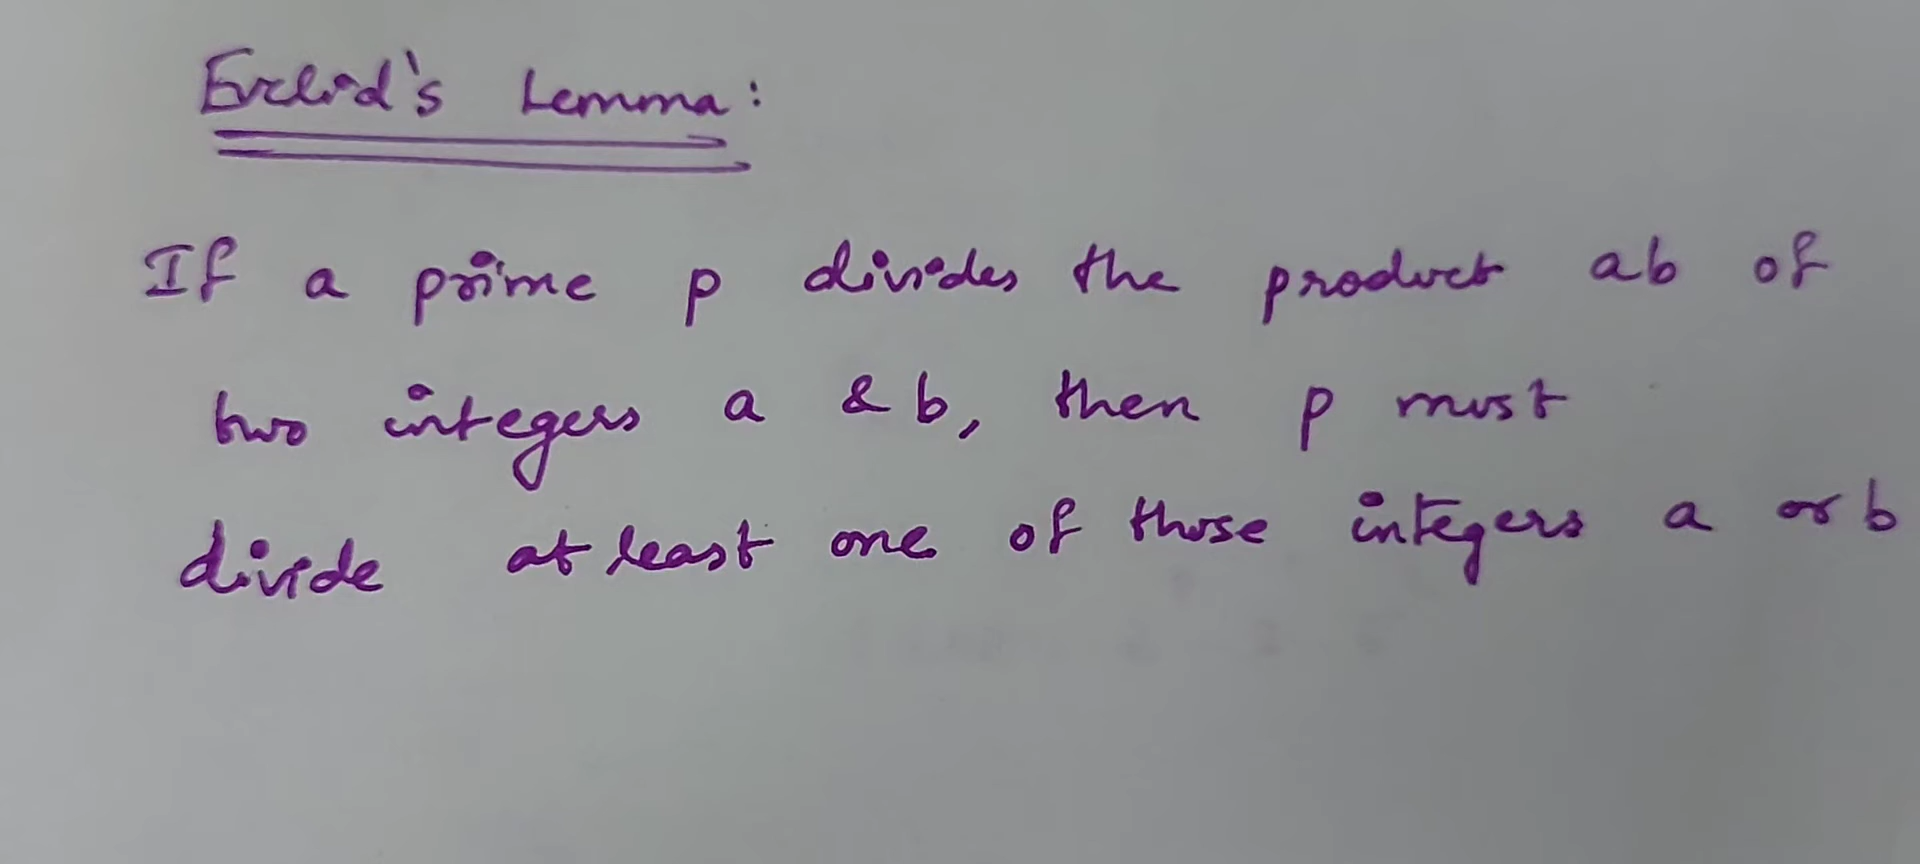 Euclid's Lemma:
If a prime p divides the product ab of
two integers a & b, then p must
divide at least one of those integers a or b